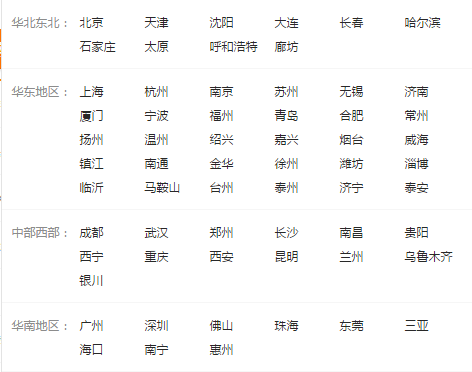 华北东北： 北京 天津 沈阳 大连 长春 哈尔滨
石家庄 太原 呼和浩特 廊坊
华东地区： 上海 杭州 南京 苏州 无锡 济南
厦门 宁波 福州 青岛 合肥 常州
扬州 温州 绍兴 嘉兴 烟台 威海
镇江 南通 金华 徐州 潍坊 淄博
临沂 马鞍山 台州 泰州 济宁 泰安
中部西部： 成都 武汉 郑州 长沙 南昌 贵阳
西宁 重庆 西安 昆明 兰州 乌鲁木齐
银川
华南地区： 广州 深圳 佛山 珠海 东莞 三亚
海口 南宁 惠州